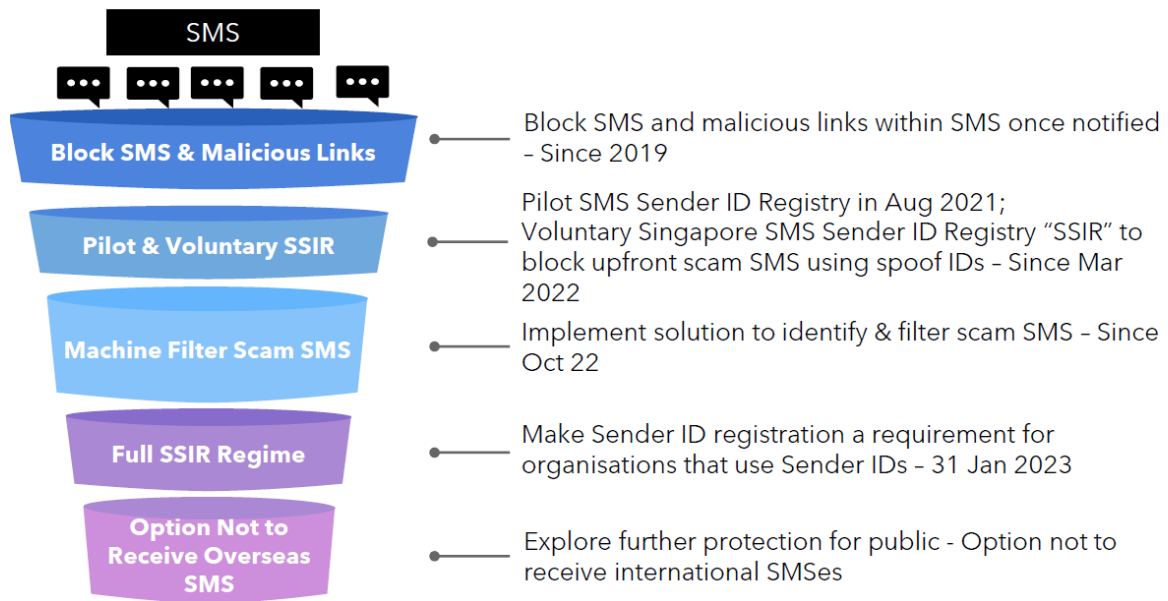 SMS
Block SMS & Malicious Links
Block SMS and malicious links within SMS once notified
– Since 2019
Pilot & Voluntary SSIR
Pilot SMS Sender ID Registry in Aug 2021;
Voluntary Singapore SMS Sender ID Registry “SSIR” to
block upfront scam SMS using spoof IDs – Since Mar
2022
Machine Filter Scam SMS
Implement solution to identify & filter scam SMS – Since
Oct 22
Full SSIR Regime
Make Sender ID registration a requirement for
organisations that use Sender IDs – 31 Jan 2023
Option Not to
Receive Overseas
SMS
Explore further protection for public - Option not to
receive international SMSes